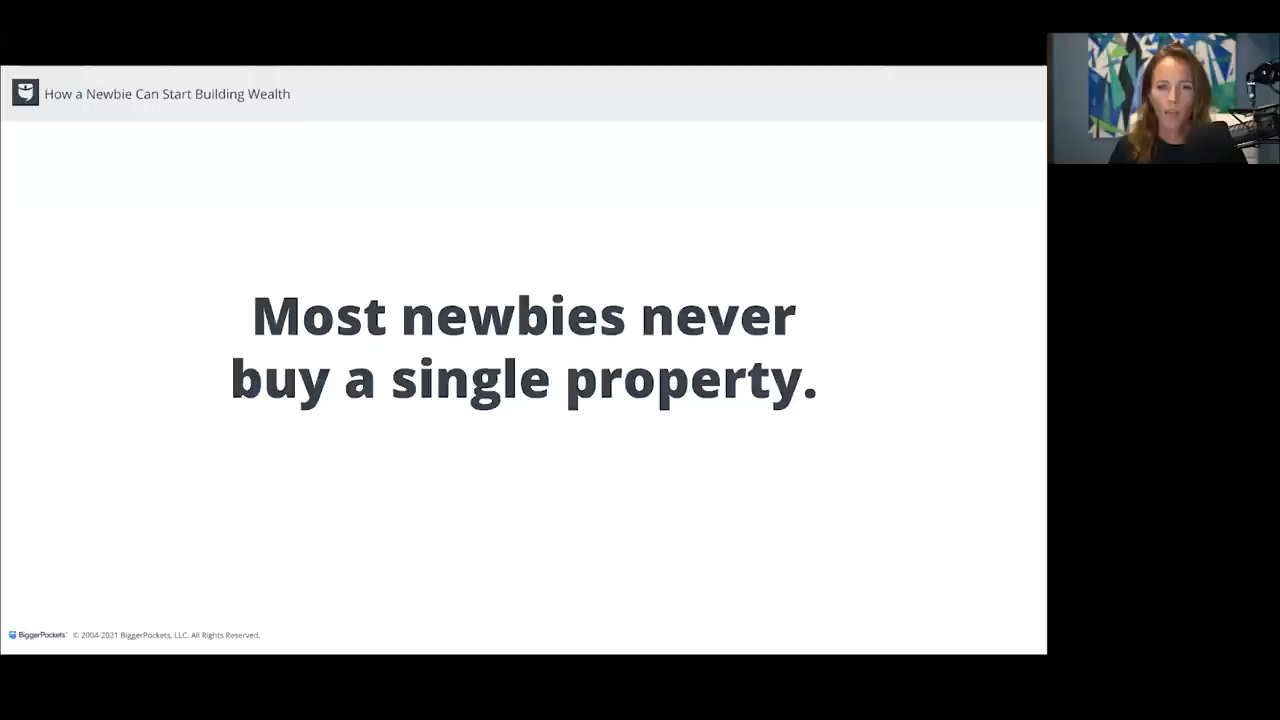 How a Newbie Can Start Building Wealth
Most newbies never
buy a single property.
BiggerPockets® © 2004-2021 BiggerPockets, LLC. All Rights Reserved.